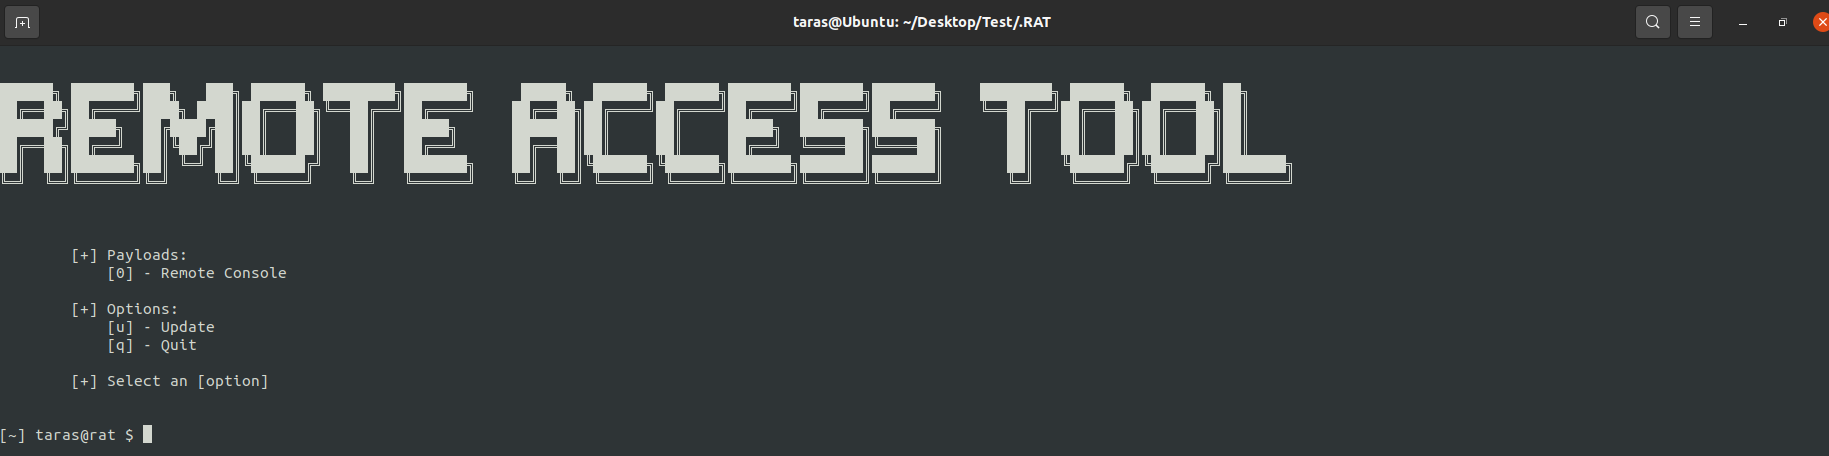 taras@Ubuntu: ~/Desktop/Test/.RAT
REMOTE ACCESS TOOL
[+] Payloads:
[0] - Remote Console
[+] Options:
[u] - Update
[q] - Quit
[+] Select an [option]
[~] taras@rat $